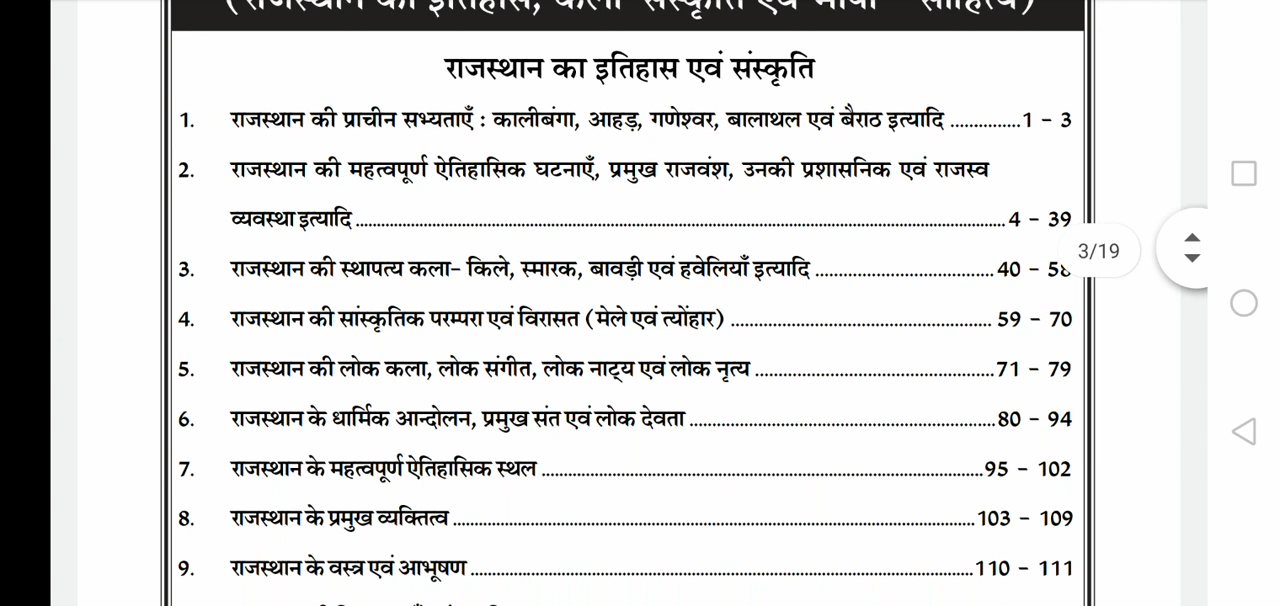 (राजस्थान का इतिहास, कला संस्कृति एवं भाषा - साहित्य)
राजस्थान का इतिहास एवं संस्कृति
1. राजस्थान की प्राचीन सभ्यताएँ : कालीबंगा, आहड़, गणेश्वर, बालाथल एवं बैराठ इत्यादि ..............1 - 3
2. राजस्थान की महत्वपूर्ण ऐतिहासिक घटनाएँ, प्रमुख राजवंश, उनकी प्रशासनिक एवं राजस्व
व्यवस्था इत्यादि ........................ 4 - 39
3/19
3. राजस्थान की स्थापत्य कला- किले, स्मारक, बावड़ी एवं हवेलियाँ इत्यादि ........................ 40 - 58
4. राजस्थान की सांस्कृतिक परम्परा एवं विरासत (मेले एवं त्योंहार) ........................ 59 - 70
5. राजस्थान की लोक कला, लोक संगीत, लोक नाट्य एवं लोक नृत्य ........................ 71 - 79
6. राजस्थान के धार्मिक आन्दोलन, प्रमुख संत एवं लोक देवता ........................ 80 - 94
7. राजस्थान के महत्वपूर्ण ऐतिहासिक स्थल ........................ 95 - 102
8. राजस्थान के प्रमुख व्यक्तित्व ........................ 103 - 109
9. राजस्थान के वस्त्र एवं आभूषण ........................ 110 - 111